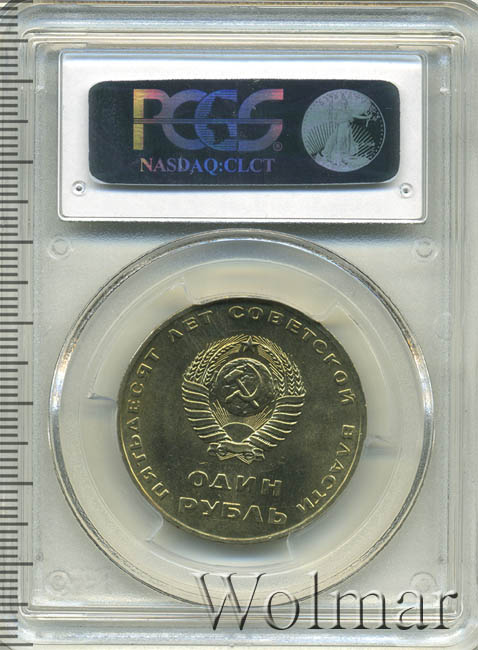 PCGS
NASDAQ:CLCT
ПЯТЬДЕСЯТ ЛЕТ СОВЕТСКОЙ ВЛАСТИ
ОДИН
РУБЛЬ
Wolmar